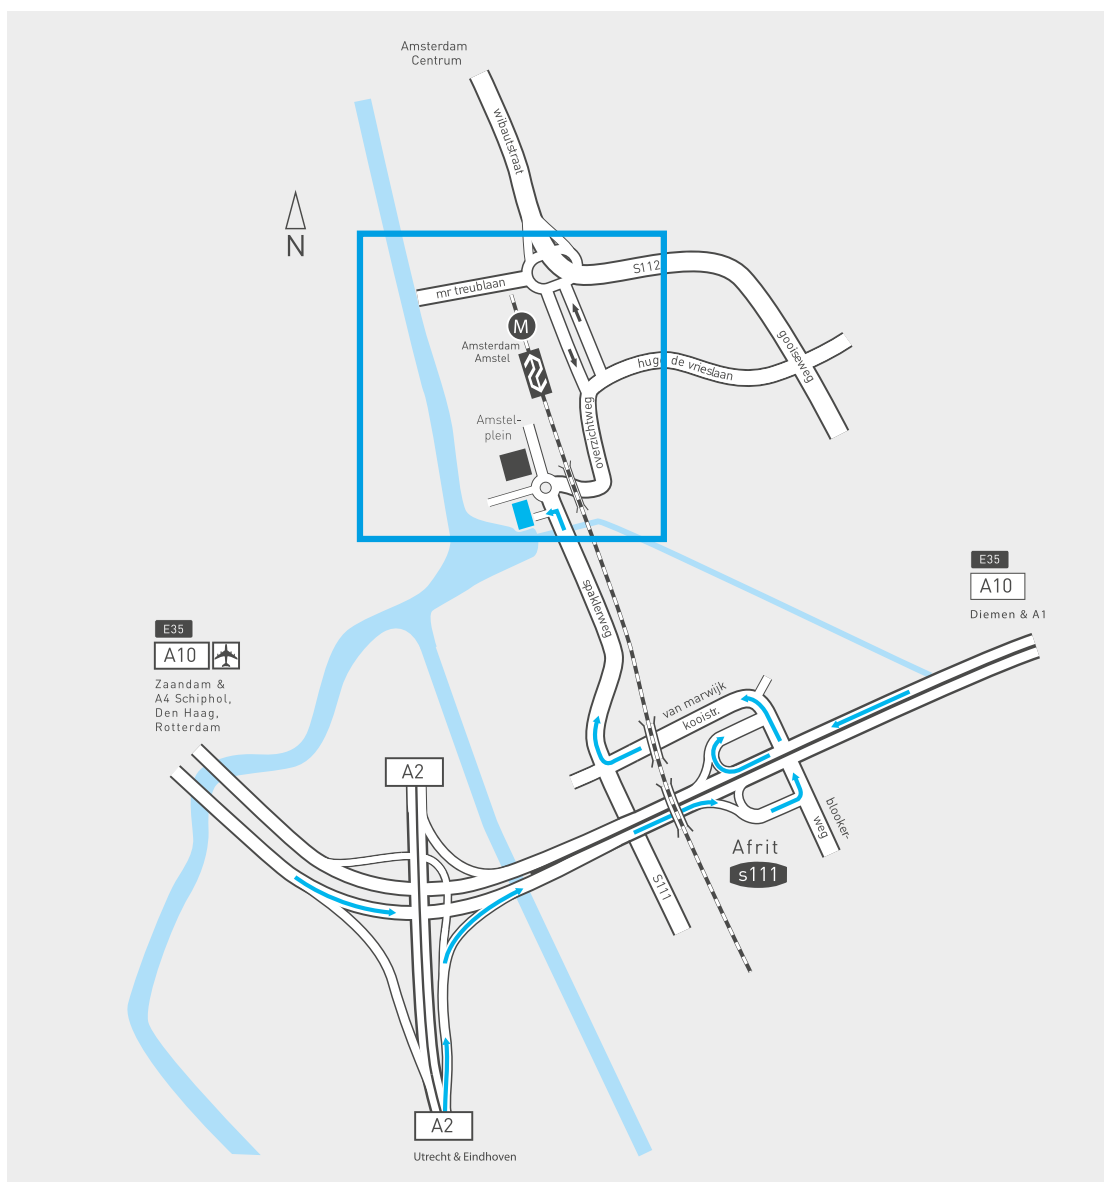 Amsterdam
Centrum
wibautstraat
N
S112
mr treublaan
M
Amsterdam
Amstel
gooiseweg
hugo de vrieslaan
overzichtweg
Amstel-
plein
spaklerweg
E35
A10
Diemen & A1
E35
A10
Zaandam &
A4 Schiphol,
Den Haag,
Rotterdam
van marwijk
kooistr.
A2
blooker-
weg
Afrit
s111
S111
A2
Utrecht & Eindhoven